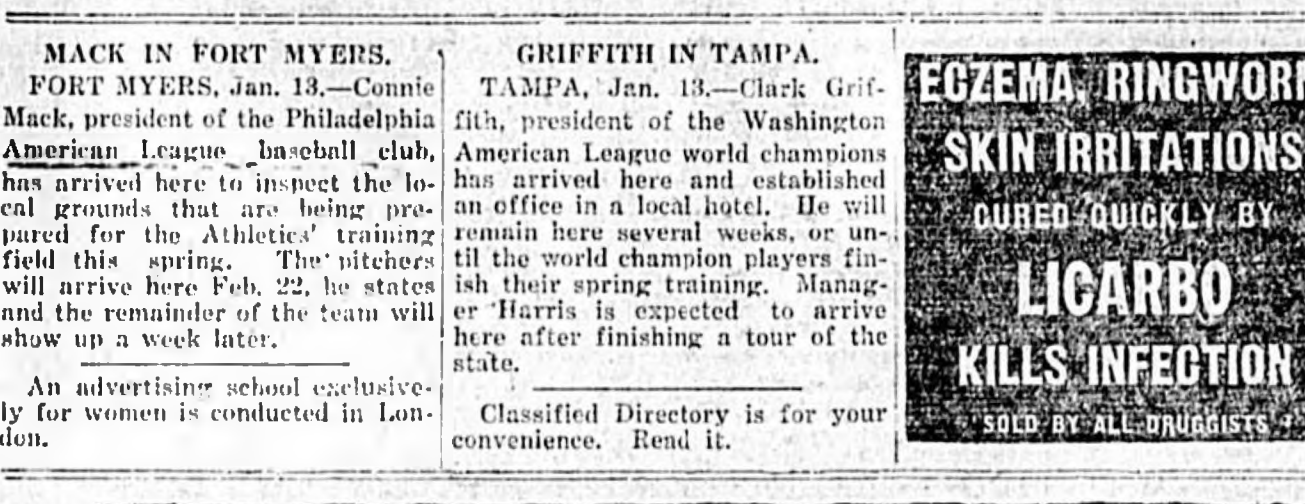 MACK IN FORT MYERS.
FORT MYERS, Jan. 13.—Connie
Mack, president of the Philadelphia
American League baseball club,
has arrived here to inspect the lo-
cal grounds that are being pre-
pared for the Athletics' training
field this spring. The pitchers
will arrive here Feb. 22, he states
and the remainder of the team will
show up a week later.
An advertising school exclusive-
ly for women is conducted in Lon-
don.
GRIFFITH IN TAMPA.
TAMPA, Jan. 13.—Clark Grif-
fith, president of the Washington
American League world champions
has arrived here and established
an office in a local hotel. He will
remain here several weeks, or un-
til the world champion players fin-
ish their spring training. Manag-
er Harris is expected to arrive
here after finishing a tour of the
state.
Classified Directory is for your
convenience. Read it.
ECZEMA, RINGWORM
SKIN IRRITATIONS
CURED QUICKLY BY
LICARBO
KILLS INFECTION
SOLD BY ALL DRUGGISTS